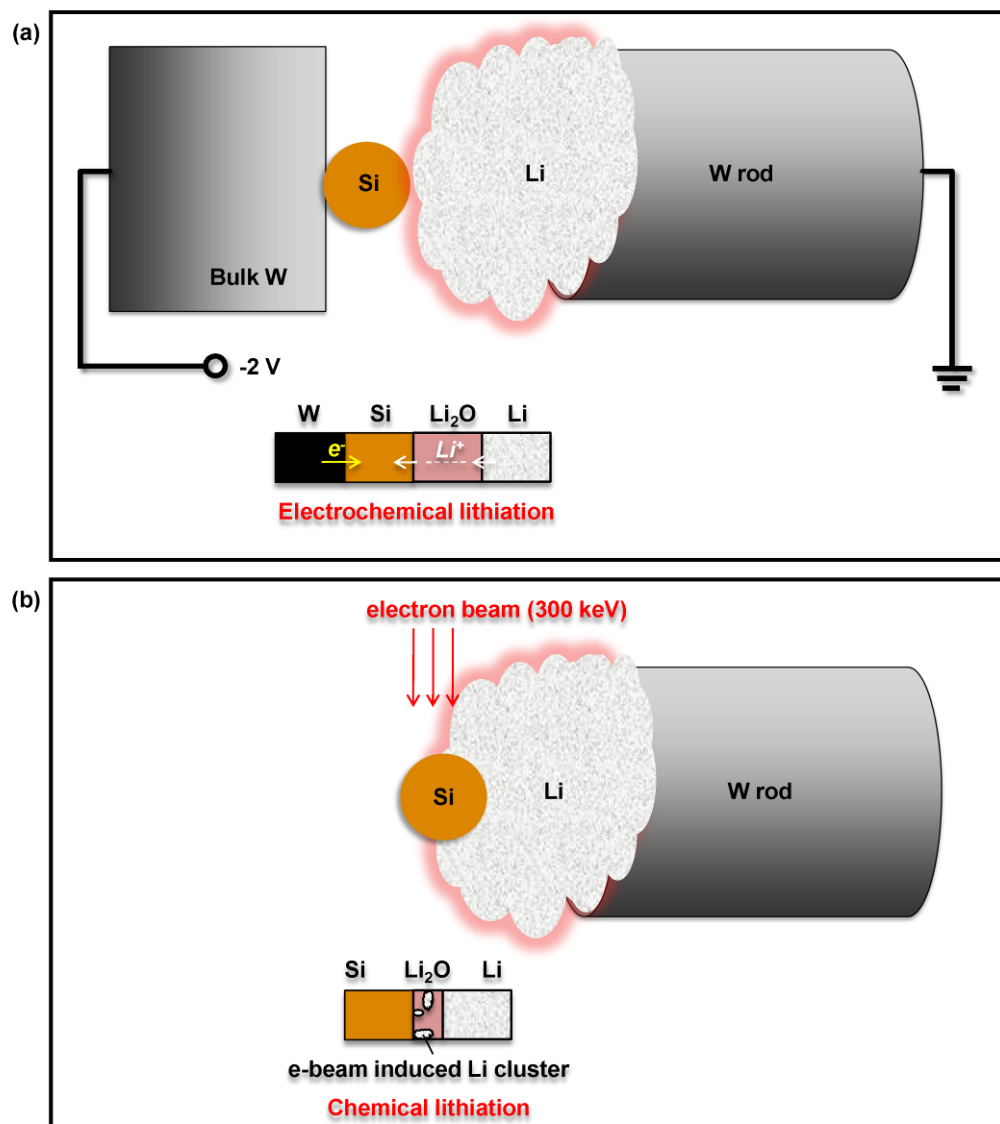 (a)
Si
Li
W rod
Bulk W
-2 V
W Si Li₂O Li
e⁻ Li⁺
Electrochemical lithiation
(b)
electron beam (300 keV)
Si
Li
W rod
Si Li₂O Li
e-beam induced Li cluster
Chemical lithiation